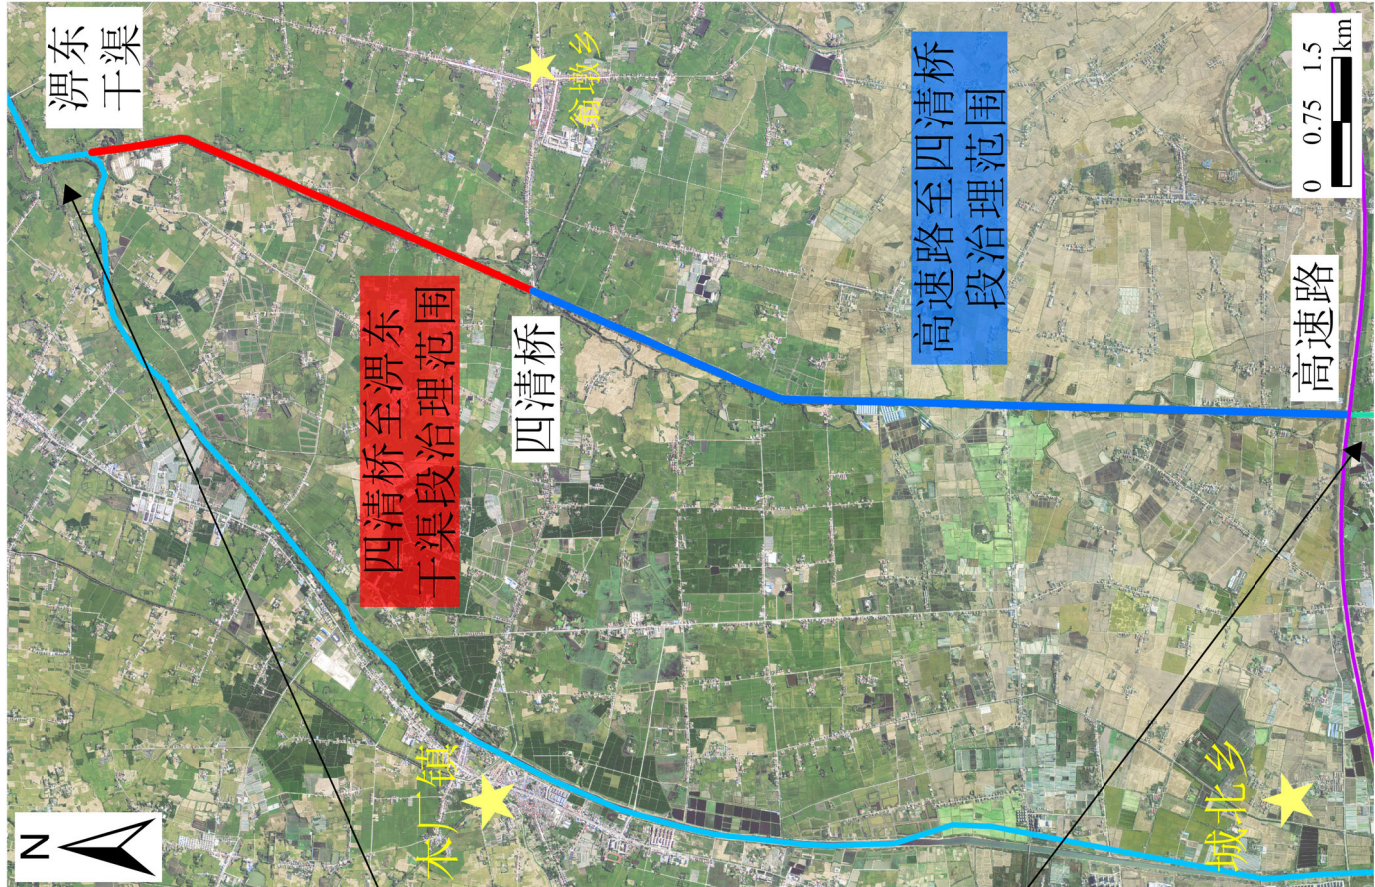 N
淠东
干渠
翁墩乡
四清桥至淠东
干渠段治理范围
四清桥
高速路至四清桥
段治理范围
木厂镇
城北乡
高速路
0 0.75 1.5
km